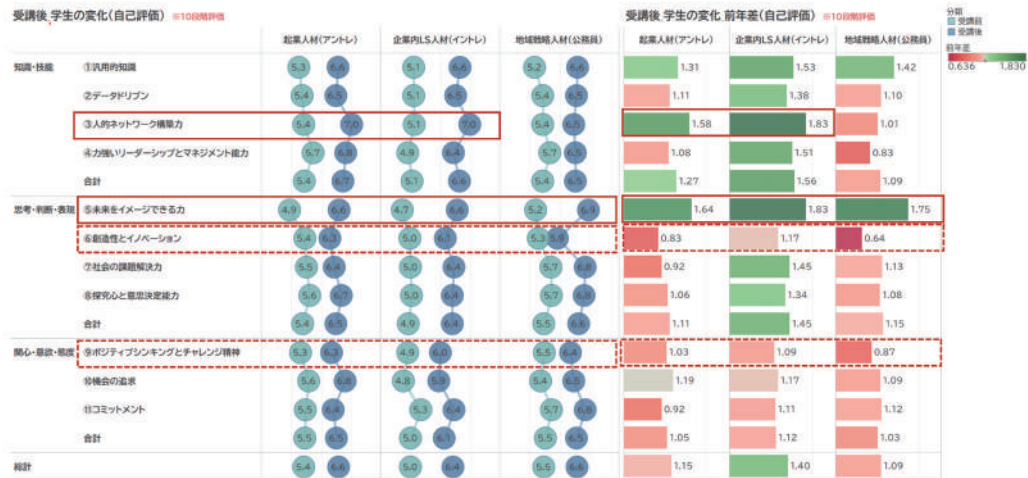 受講後 学生の変化(自己評価) ※10段階評価
受講後 学生の変化 前年差(自己評価) ※10段階評価
分類
受講前
受講後
前年差
0.636 1.830
起業人材(アントレ) 企業内LS人材(イントレ) 地域戦略人材(公務員) 起業人材(アントレ) 企業内LS人材(イントレ) 地域戦略人材(公務員)
知識・技能 ①汎用的知識 5.3 6.6 5.1 6.6 5.2 6.6 1.31 1.53 1.42
②データドリブン 5.4 6.5 5.1 6.5 5.4 6.5 1.11 1.38 1.10
③人的ネットワーク構築力 5.4 7.0 5.1 7.0 5.4 6.5 1.58 1.83 1.01
④力強いリーダーシップとマネジメント能力 5.7 6.8 4.9 6.4 5.7 6.5 1.08 1.51 0.83
合計 5.4 6.7 5.1 6.6 5.4 6.5 1.27 1.56 1.09
思考・判断・表現 ⑤未来をイメージできる力 4.9 6.6 4.7 6.6 5.2 6.9 1.64 1.83 1.75
⑥創造性とイノベーション 5.4 6.3 5.0 6.1 5.3 5.9 0.83 1.17 0.64
⑦社会の課題解決力 5.5 6.4 5.0 6.4 5.7 6.8 0.92 1.45 1.13
⑧探究心と意思決定能力 5.6 6.7 5.0 6.4 5.7 6.8 1.06 1.34 1.08
合計 5.4 6.5 4.9 6.4 5.5 6.6 1.11 1.45 1.15
関心・意欲・態度 ⑨ポジティブシンキングとチャレンジ精神 5.3 6.3 4.9 6.0 5.5 6.4 1.03 1.09 0.87
⑩機会の追求 5.6 6.8 4.8 5.9 5.4 6.5 1.19 1.17 1.09
⑪コミットメント 5.5 6.4 5.3 6.4 5.7 6.8 0.92 1.11 1.12
合計 5.5 6.5 5.0 6.1 5.5 6.5 1.05 1.12 1.03
総計 5.4 6.6 5.0 6.4 5.5 6.6 1.15 1.40 1.09